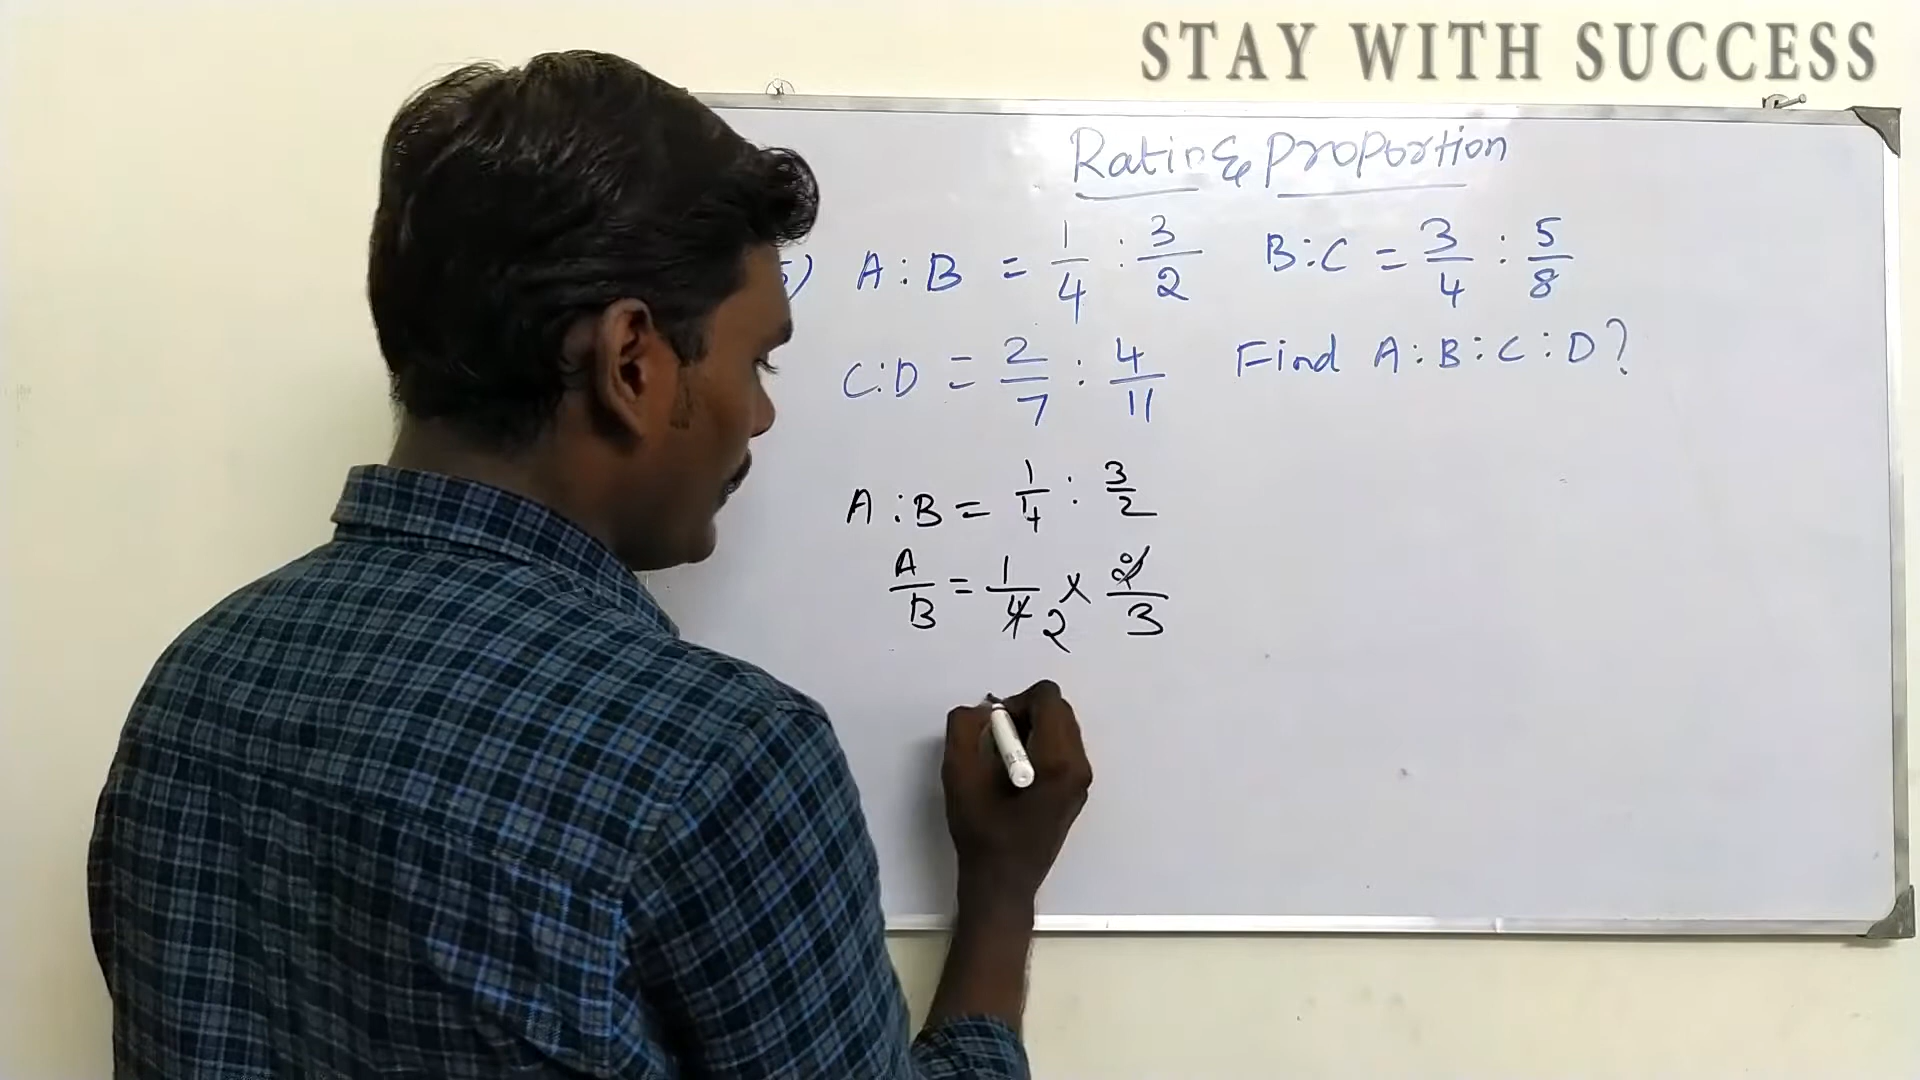 STAY WITH SUCCESS
Ratio & Proportion
5) A:B = 1/4 : 3/2 B:C = 3/4 : 5/8
C:D = 2/7 : 4/11 Find A:B:C:D?
A:B = 1/4 : 3/2
A/B = 1/4 2 × 2/3